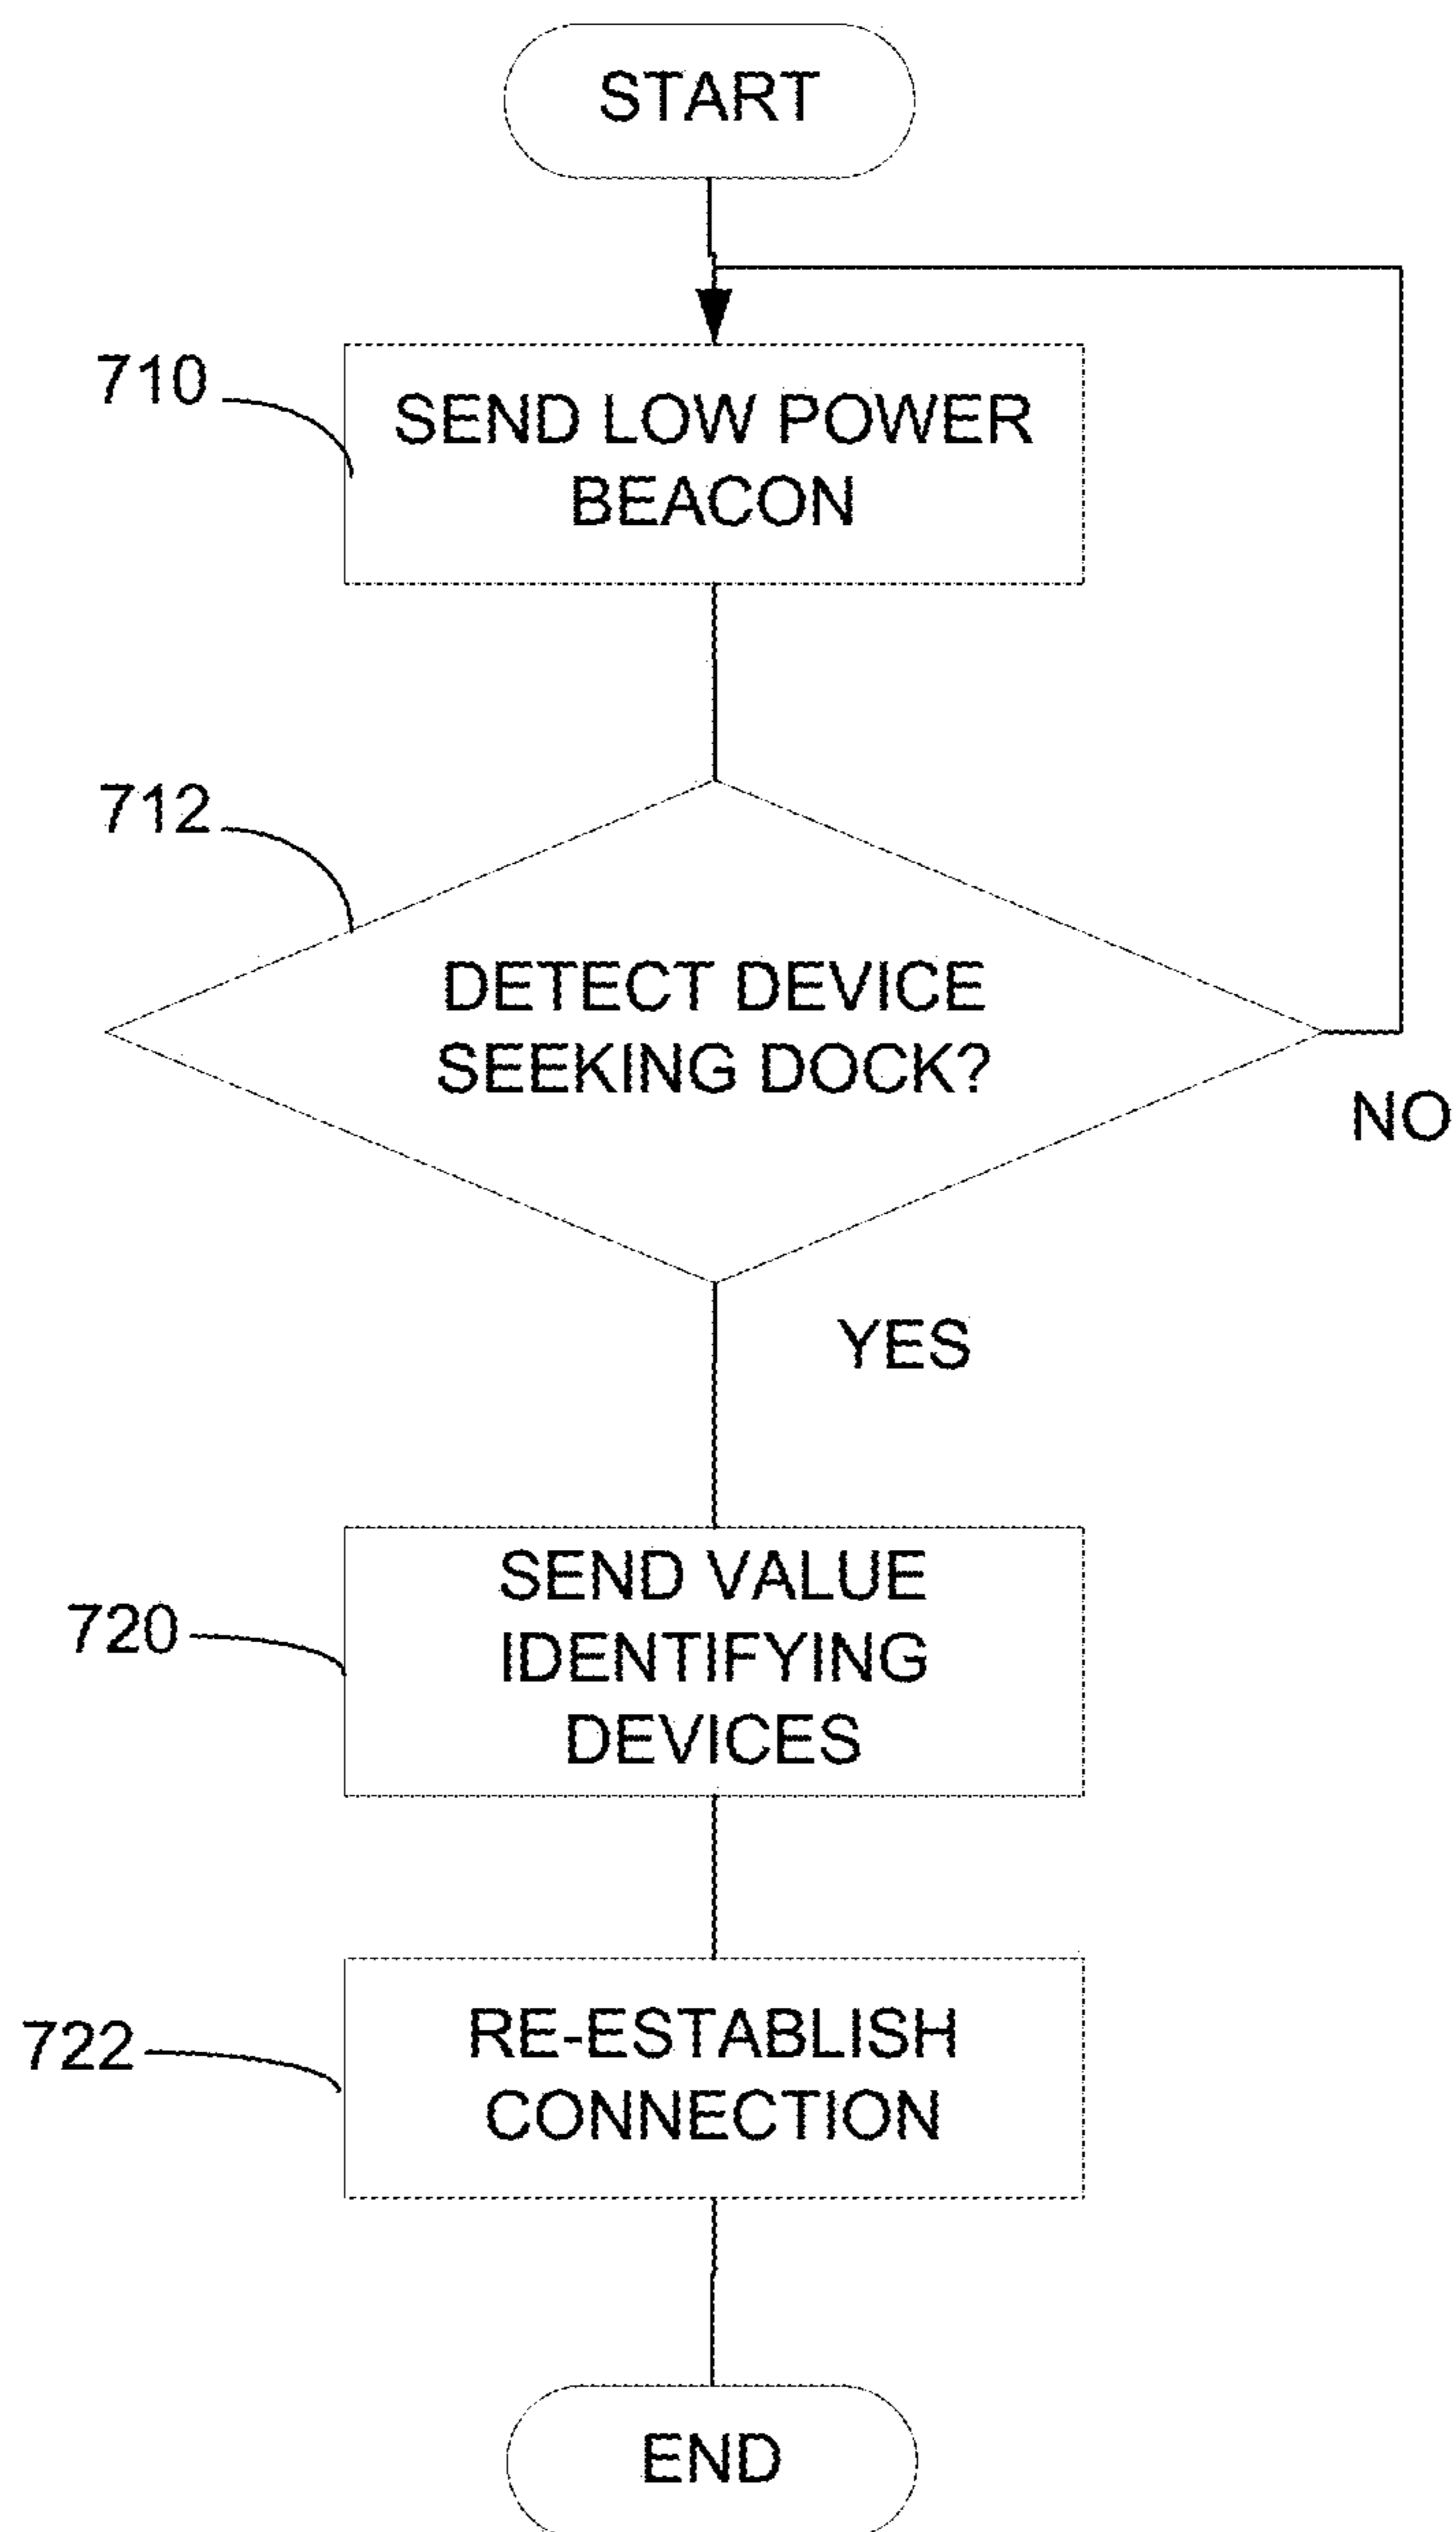 START
710
SEND LOW POWER
BEACON
712
DETECT DEVICE
SEEKING DOCK?
NO
YES
720
SEND VALUE
IDENTIFYING
DEVICES
722
RE-ESTABLISH
CONNECTION
END